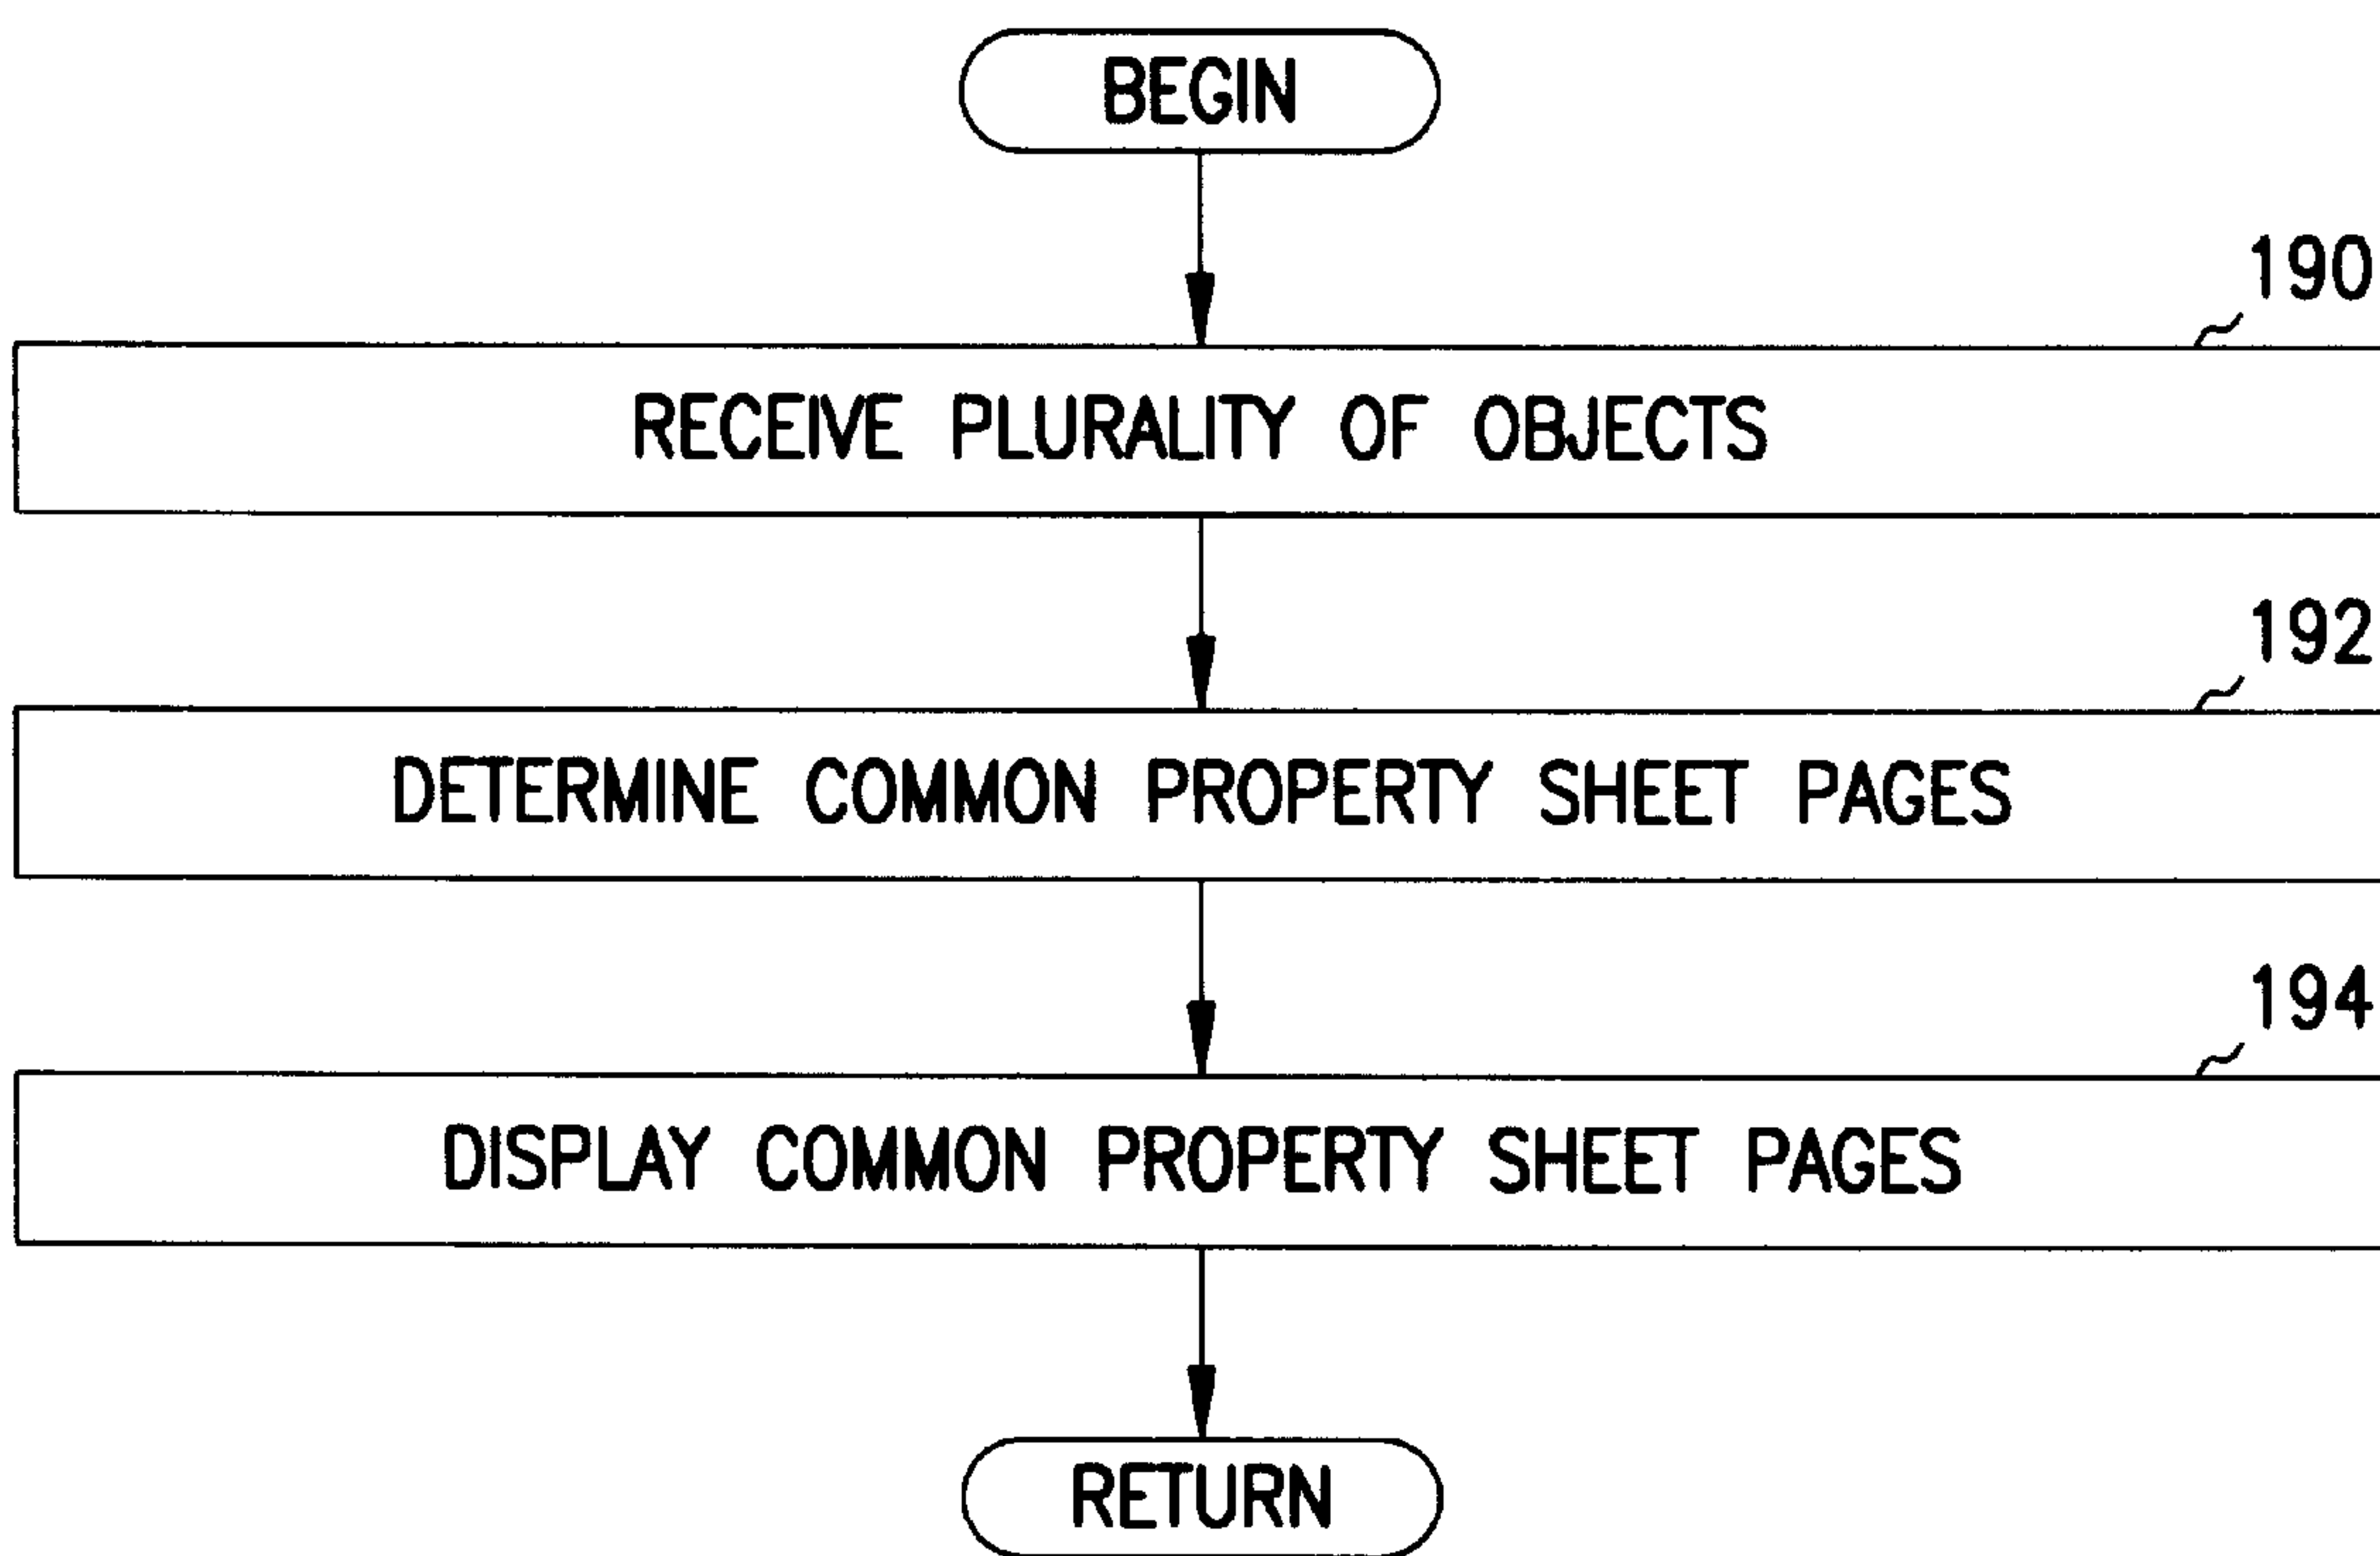 BEGIN
190
RECEIVE PLURALITY OF OBJECTS
192
DETERMINE COMMON PROPERTY SHEET PAGES
194
DISPLAY COMMON PROPERTY SHEET PAGES
RETURN